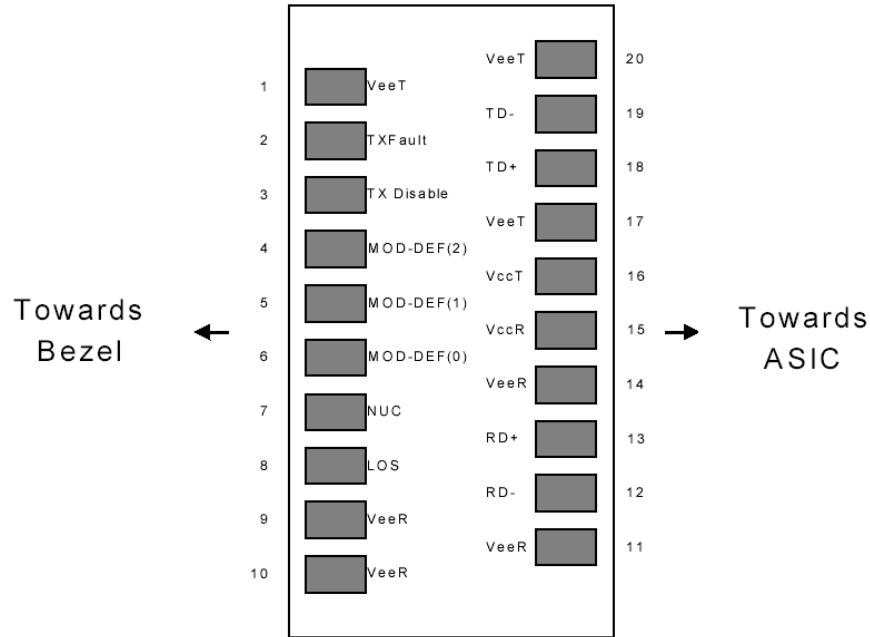 VeeT 20
1 VeeT
TD- 19
2 TXFault
TD+ 18
3 TX Disable
VeeT 17
4 MOD-DEF(2)
VccT 16
5 MOD-DEF(1)
Towards Bezel
VccR 15
Towards ASIC
6 MOD-DEF(0)
VeeR 14
7 NUC
RD+ 13
8 LOS
RD- 12
9 VeeR
VeeR 11
10 VeeR